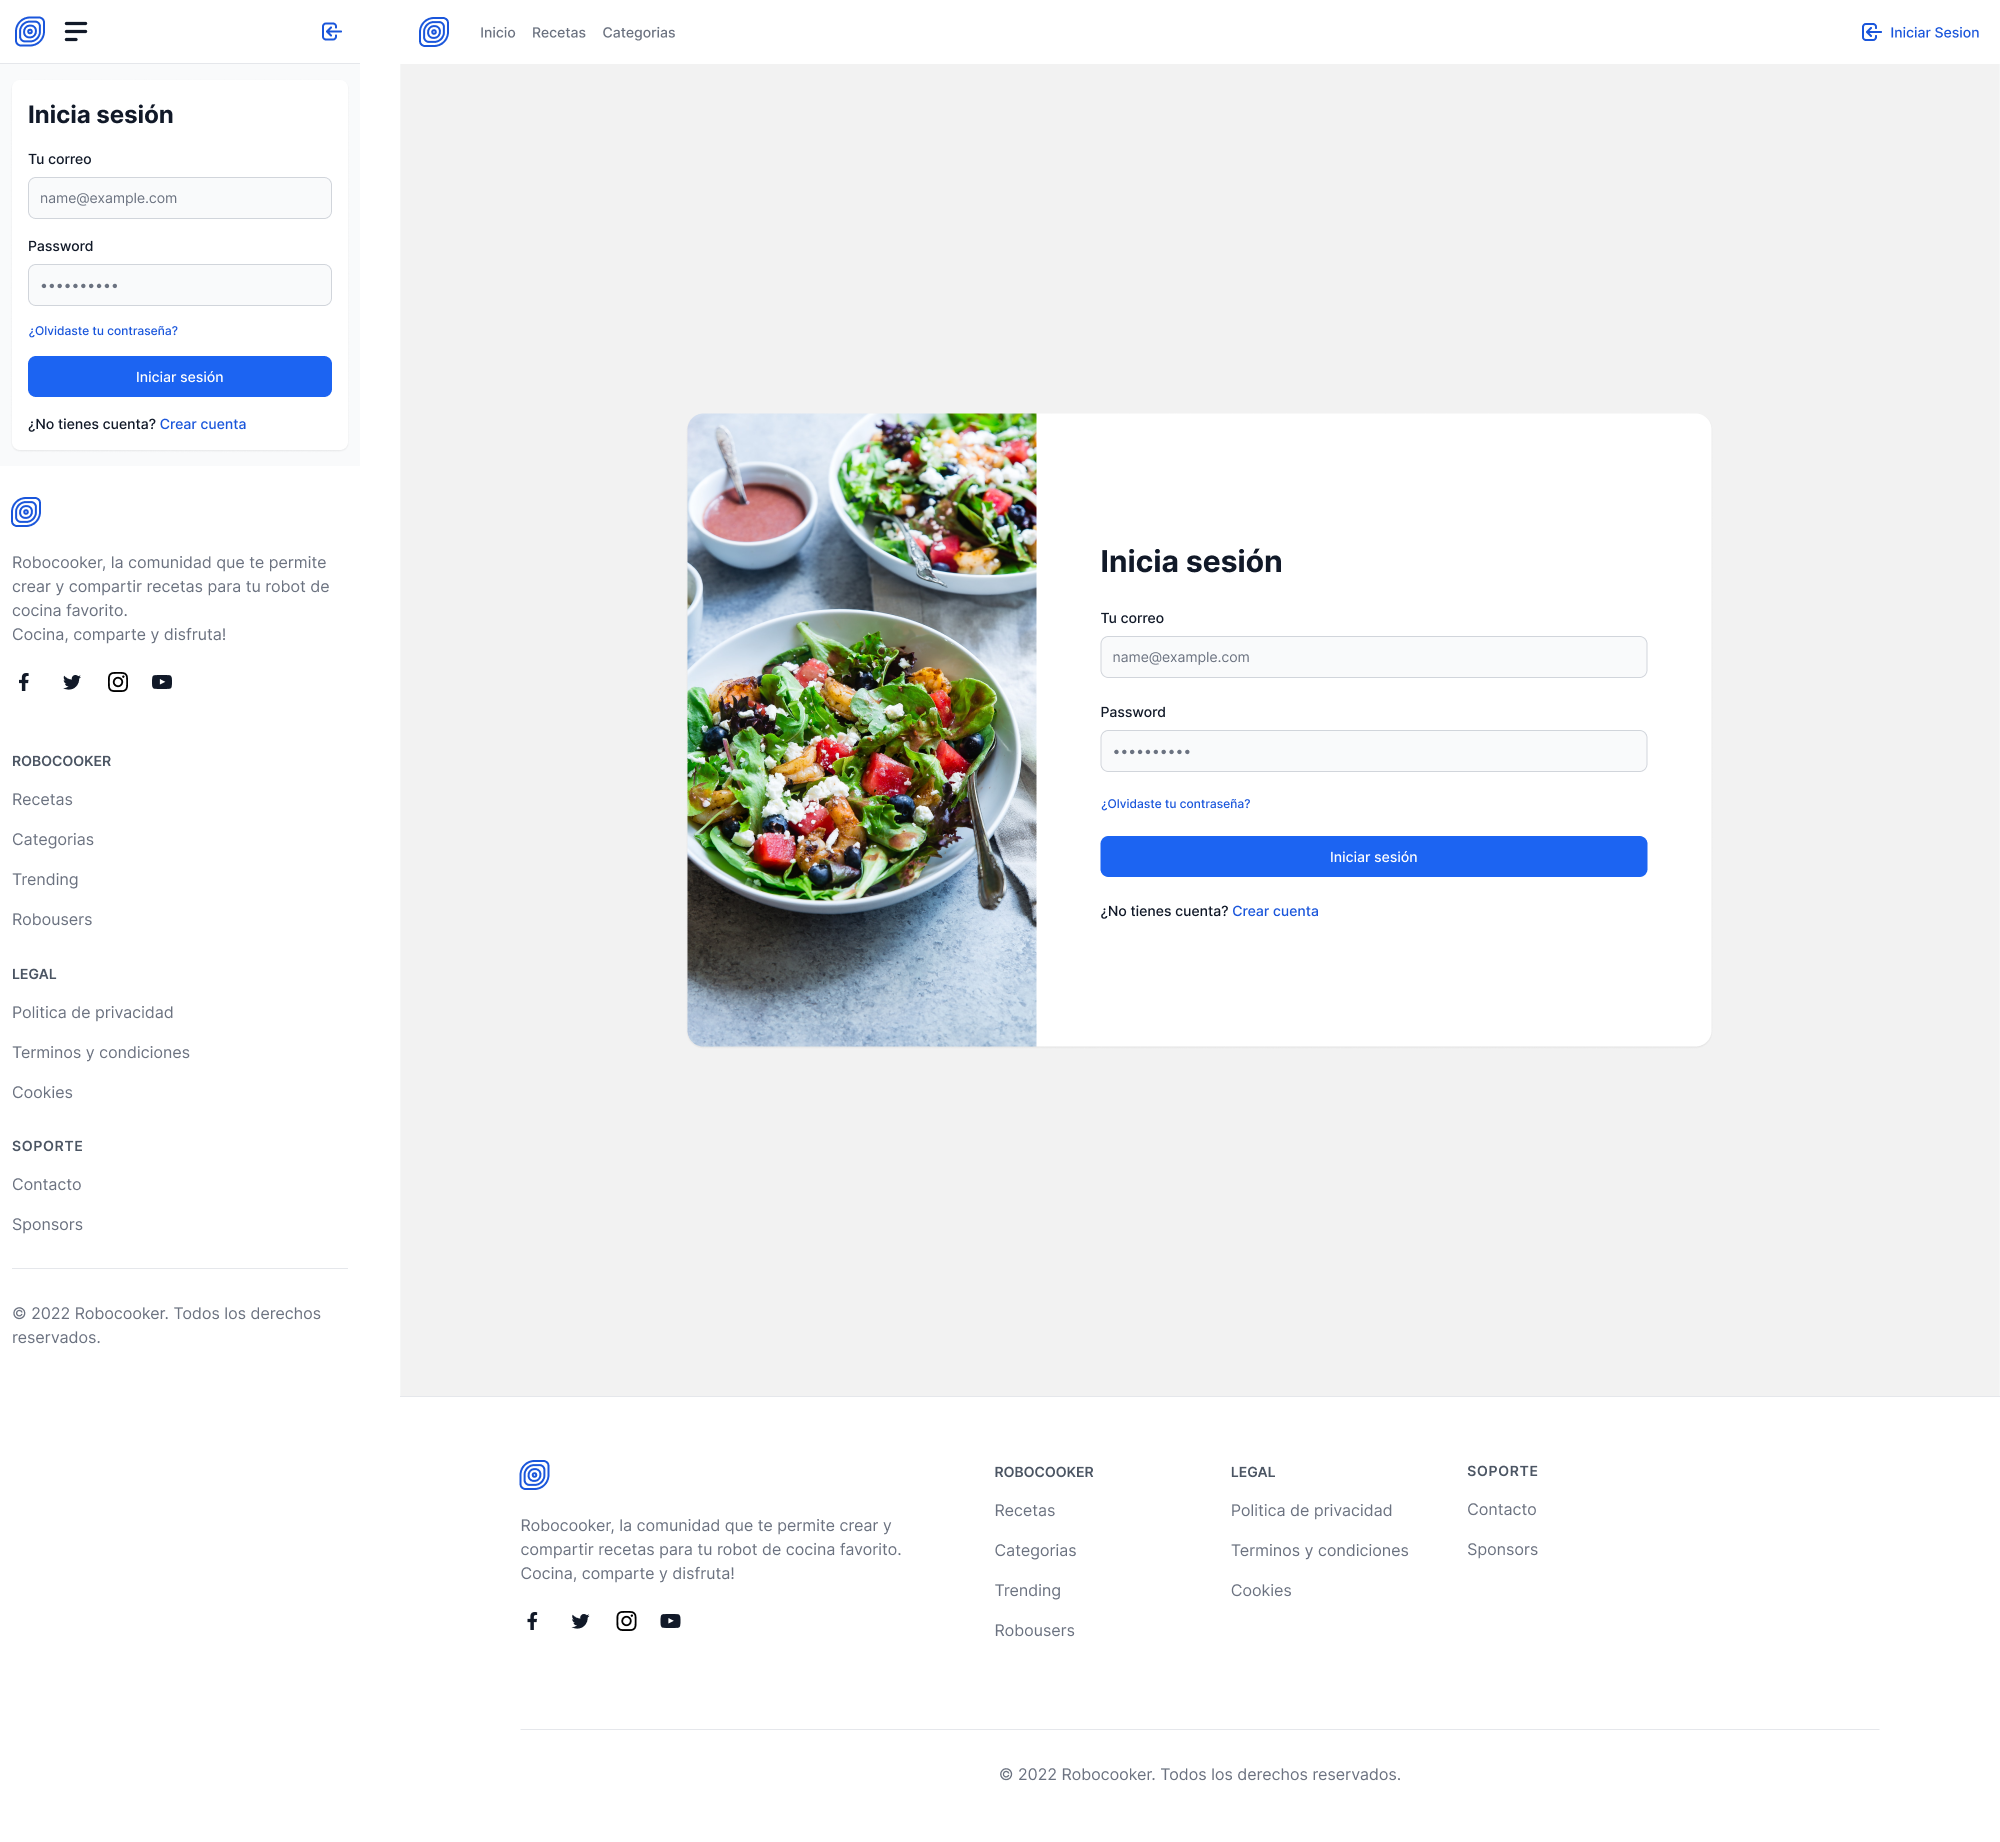 Inicia sesión
Tu correo
name@example.com
Password
••••••••••
¿Olvidaste tu contraseña?
Iniciar sesión
¿No tienes cuenta? Crear cuenta
Robocooker, la comunidad que te permite
crear y compartir recetas para tu robot de
cocina favorito.
Cocina, comparte y disfruta!
ROBOCOOKER
Recetas
Categorias
Trending
Robousers
LEGAL
Politica de privacidad
Terminos y condiciones
Cookies
SOPORTE
Contacto
Sponsors
© 2022 Robocooker. Todos los derechos
reservados.
Inicio Recetas Categorias
Iniciar Sesion
Inicia sesión
Tu correo
name@example.com
Password
••••••••••
¿Olvidaste tu contraseña?
Iniciar sesión
¿No tienes cuenta? Crear cuenta
Robocooker, la comunidad que te permite crear y
compartir recetas para tu robot de cocina favorito.
Cocina, comparte y disfruta!
ROBOCOOKER
Recetas
Categorias
Trending
Robousers
LEGAL
Politica de privacidad
Terminos y condiciones
Cookies
SOPORTE
Contacto
Sponsors
© 2022 Robocooker. Todos los derechos reservados.